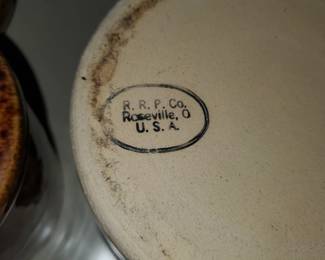 R. R. P. Co.
Roseville, O
U. S. A.